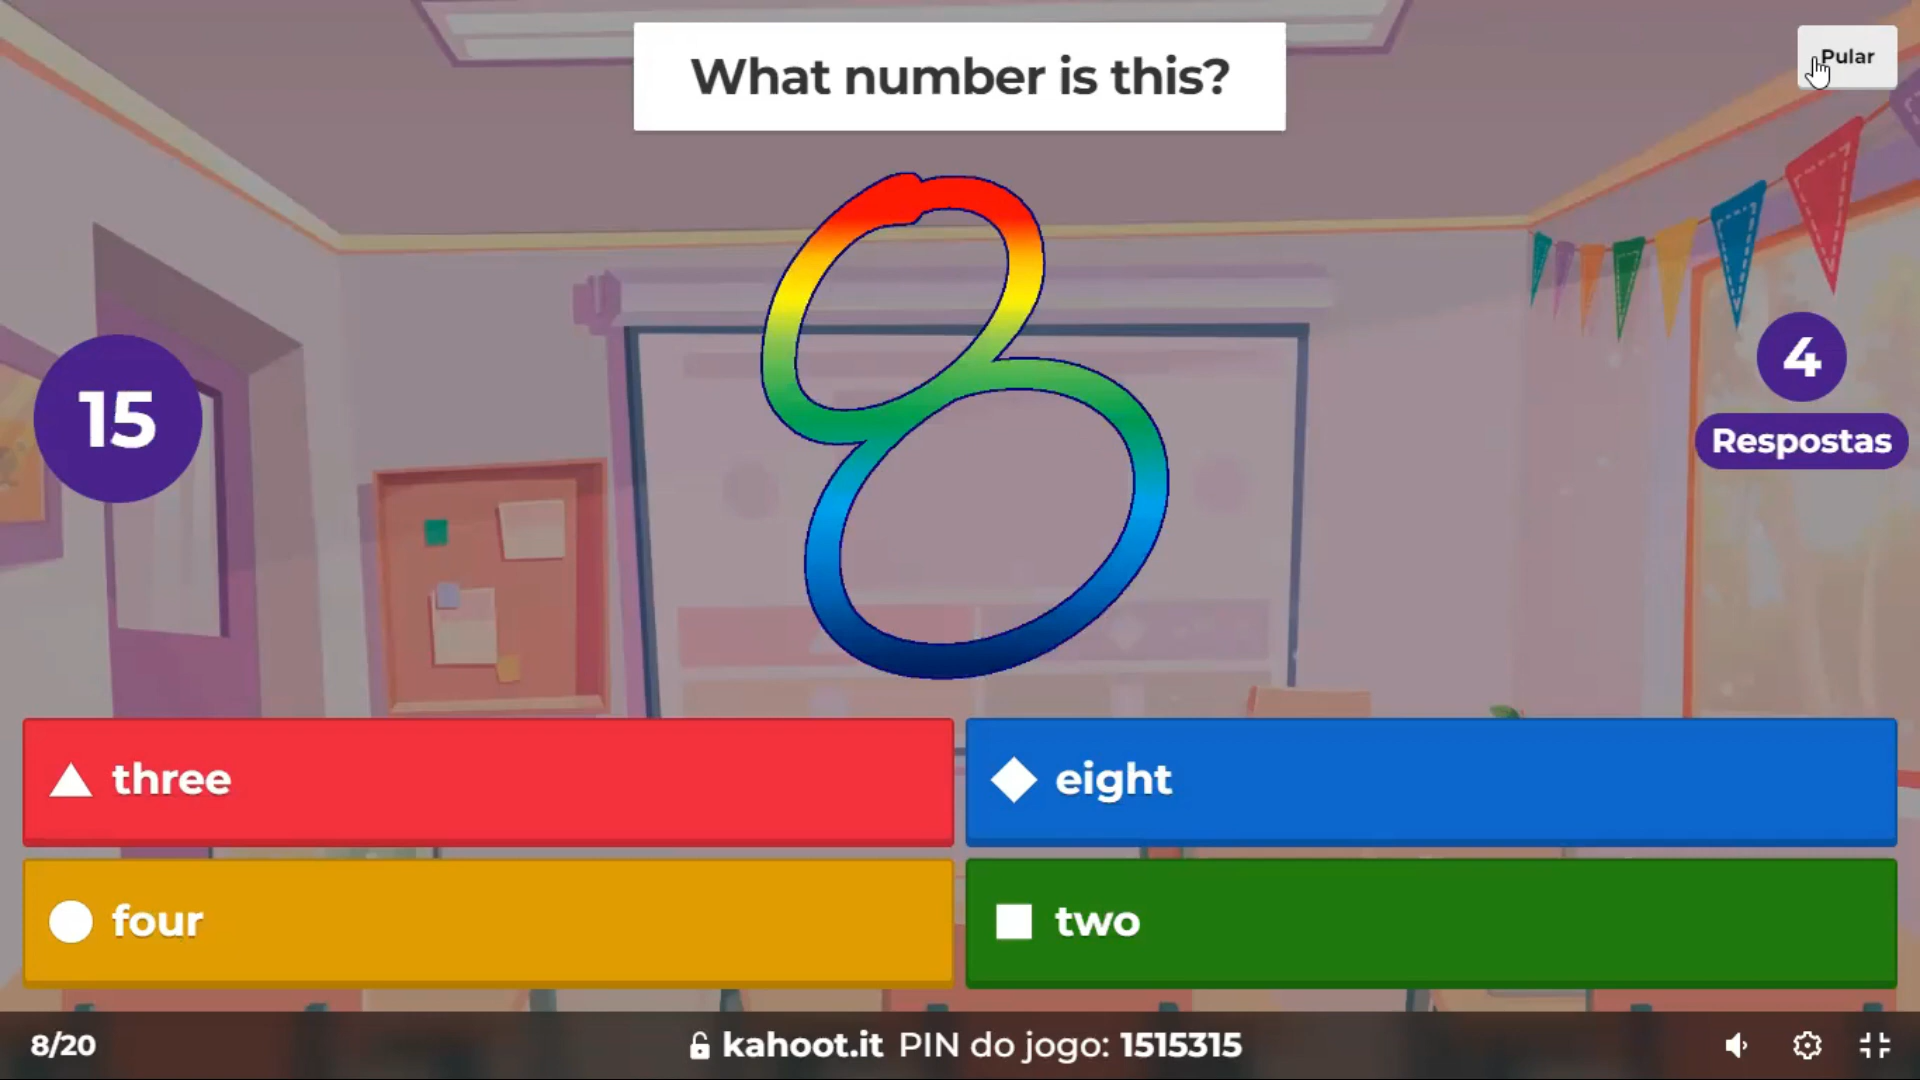 What number is this?
Pular
8
15
4
Respostas
three
eight
four
two
8/20
kahoot.it PIN do jogo: 1515315